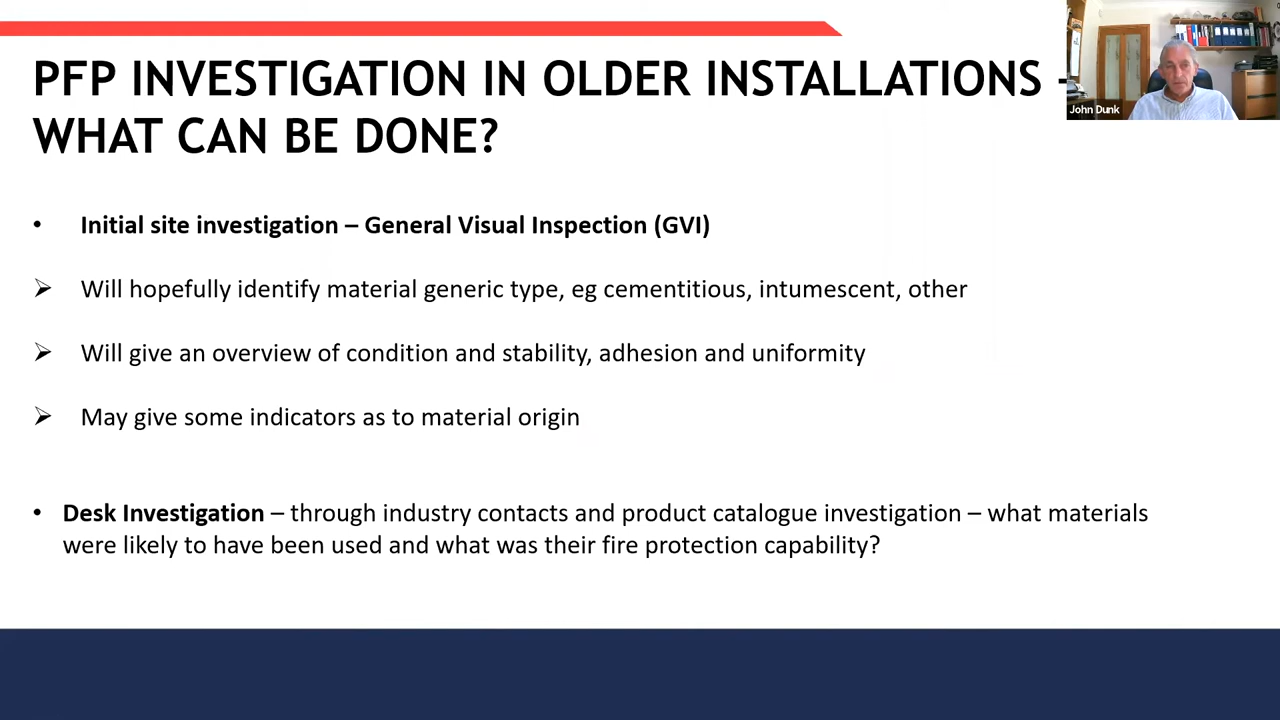 PFP INVESTIGATION IN OLDER INSTALLATIONS -
WHAT CAN BE DONE?
John Dunk
• Initial site investigation – General Visual Inspection (GVI)
➢ Will hopefully identify material generic type, eg cementitious, intumescent, other
➢ Will give an overview of condition and stability, adhesion and uniformity
➢ May give some indicators as to material origin
• Desk Investigation – through industry contacts and product catalogue investigation – what materials
were likely to have been used and what was their fire protection capability?